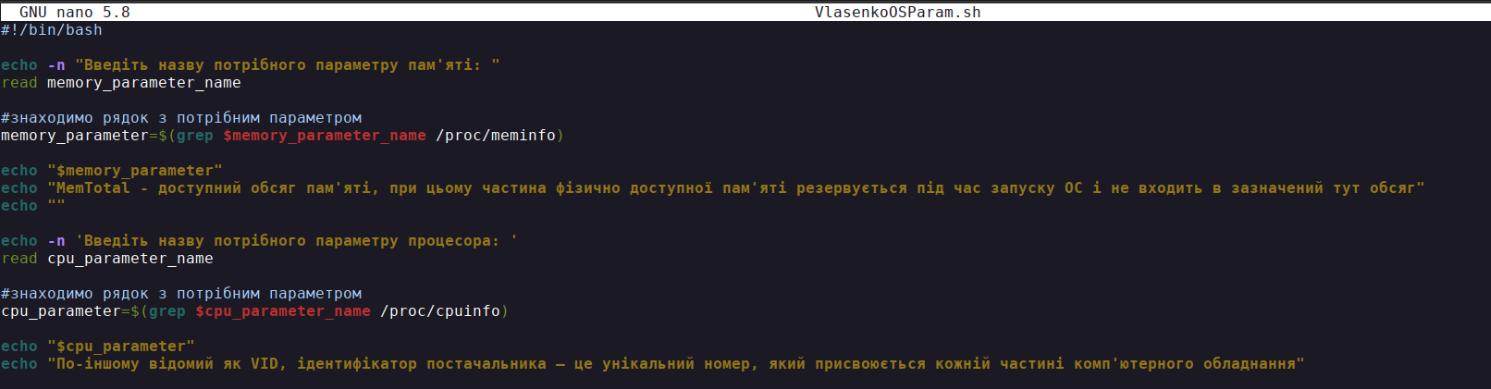 GNU nano 5.8 VlasenkoOSParam.sh
#!/bin/bash
echo -n "Введіть назву потрібного параметру пам'яті: "
read memory_parameter_name
#знаходимо рядок з потрібним параметром
memory_parameter=$(grep $memory_parameter_name /proc/meminfo)
echo "$memory_parameter"
echo "MemTotal - доступний обсяг пам'яті, при цьому частина фізично доступної пам'яті резервується під час запуску ОС і не входить в зазначений тут обсяг"
echo ""
echo -n 'Введіть назву потрібного параметру процесора: '
read cpu_parameter_name
#знаходимо рядок з потрібним параметром
cpu_parameter=$(grep $cpu_parameter_name /proc/cpuinfo)
echo "$cpu_parameter"
echo "По-іншому відомий як VID, ідентифікатор постачальника – це унікальний номер, який присвоюється кожній частині комп'ютерного обладнання"